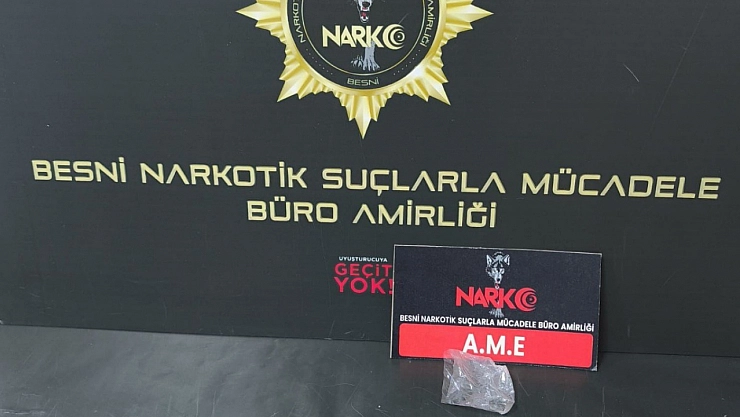 NARKO
BESNİ
BESNİ NARKOTİK SUÇLARLA MÜCADELE
BÜRO AMİRLİĞİ
UYUŞTURUCUYA
GEÇİT
YOK!
NARKO
BESNİ NARKOTİK SUÇLARLA MÜCADELE BÜRO AMİRLİĞİ
A.M.E